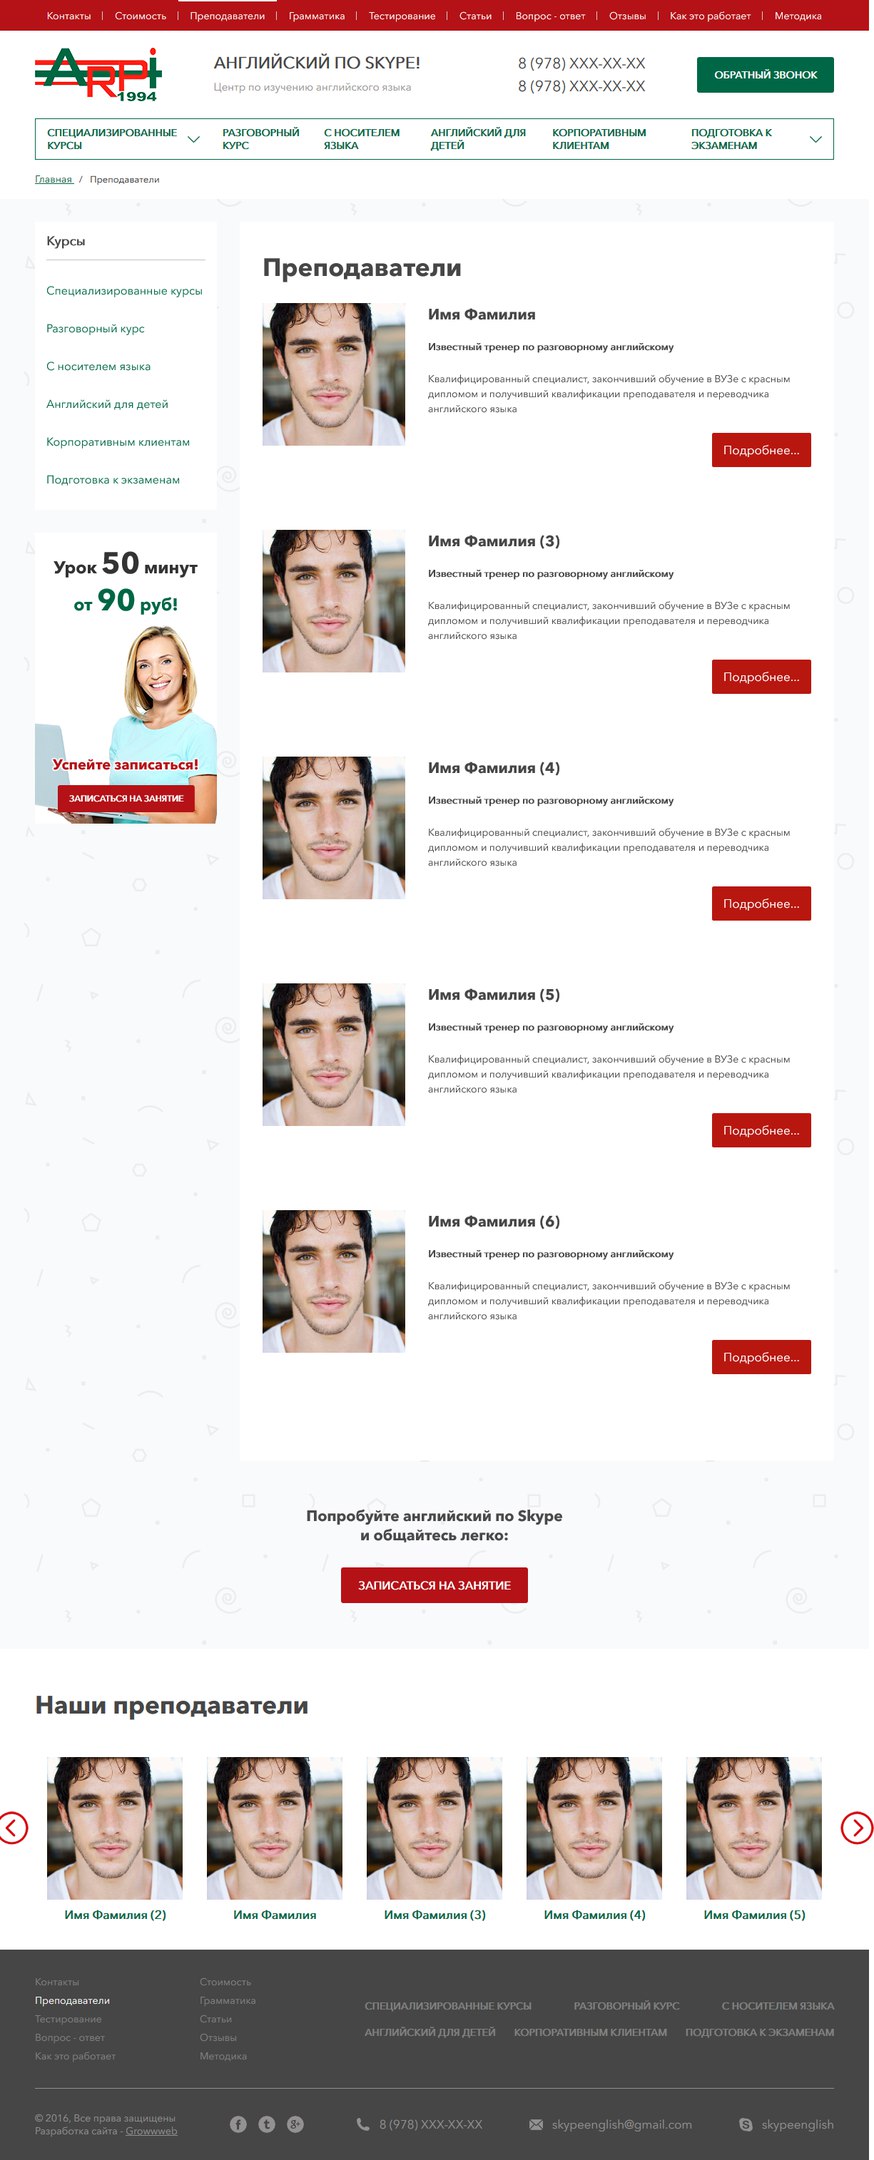 Контакты | Стоимость | Преподаватели | Грамматика | Тестирование | Статьи | Вопрос - ответ | Отзывы | Как это работает | Методика
ARPi
1994
АНГЛИЙСКИЙ ПО SKYPE!
Центр по изучению английского языка
8 (978) XXX-XX-XX
8 (978) XXX-XX-XX
ОБРАТНЫЙ ЗВОНОК
СПЕЦИАЛИЗИРОВАННЫЕ
КУРСЫ
РАЗГОВОРНЫЙ
КУРС
С НОСИТЕЛЕМ
ЯЗЫКА
АНГЛИЙСКИЙ ДЛЯ
ДЕТЕЙ
КОРПОРАТИВНЫМ
КЛИЕНТАМ
ПОДГОТОВКА К
ЭКЗАМЕНАМ
Главная / Преподаватели
Курсы
Специализированные курсы
Разговорный курс
С носителем языка
Английский для детей
Корпоративным клиентам
Подготовка к экзаменам
Урок 50 минут
от 90 руб!
Успейте записаться!
ЗАПИСАТЬСЯ НА ЗАНЯТИЕ
Преподаватели
Имя Фамилия
Известный тренер по разговорному английскому
Квалифицированный специалист, закончивший обучение в ВУЗе с красным
дипломом и получивший квалификации преподавателя и переводчика
английского языка
Подробнее...
Имя Фамилия (3)
Известный тренер по разговорному английскому
Квалифицированный специалист, закончивший обучение в ВУЗе с красным
дипломом и получивший квалификации преподавателя и переводчика
английского языка
Подробнее...
Имя Фамилия (4)
Известный тренер по разговорному английскому
Квалифицированный специалист, закончивший обучение в ВУЗе с красным
дипломом и получивший квалификации преподавателя и переводчика
английского языка
Подробнее...
Имя Фамилия (5)
Известный тренер по разговорному английскому
Квалифицированный специалист, закончивший обучение в ВУЗе с красным
дипломом и получивший квалификации преподавателя и переводчика
английского языка
Подробнее...
Имя Фамилия (6)
Известный тренер по разговорному английскому
Квалифицированный специалист, закончивший обучение в ВУЗе с красным
дипломом и получивший квалификации преподавателя и переводчика
английского языка
Подробнее...
Попробуйте английский по Skype
и общайтесь легко:
ЗАПИСАТЬСЯ НА ЗАНЯТИЕ
Наши преподаватели
Имя Фамилия (2)
Имя Фамилия
Имя Фамилия (3)
Имя Фамилия (4)
Имя Фамилия (5)
Контакты
Преподаватели
Тестирование
Вопрос - ответ
Как это работает
Стоимость
Грамматика
Статьи
Отзывы
Методика
СПЕЦИАЛИЗИРОВАННЫЕ КУРСЫ РАЗГОВОРНЫЙ КУРС С НОСИТЕЛЕМ ЯЗЫКА
АНГЛИЙСКИЙ ДЛЯ ДЕТЕЙ КОРПОРАТИВНЫМ КЛИЕНТАМ ПОДГОТОВКА К ЭКЗАМЕНАМ
© 2016, Все права защищены
Разработка сайта - Growwweb
8 (978) XXX-XX-XX
skypeenglish@gmail.com
skypeenglish